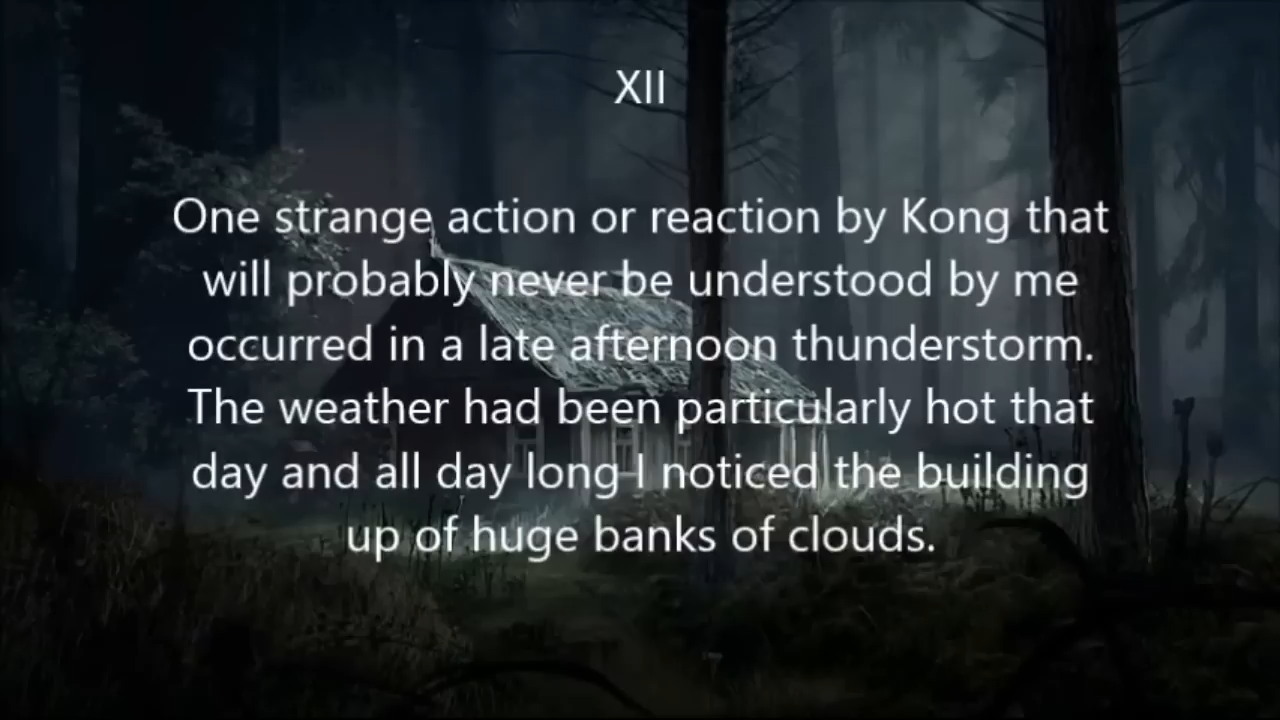 XII
One strange action or reaction by Kong that
will probably never be understood by me
occurred in a late afternoon thunderstorm.
The weather had been particularly hot that
day and all day long I noticed the building
up of huge banks of clouds.